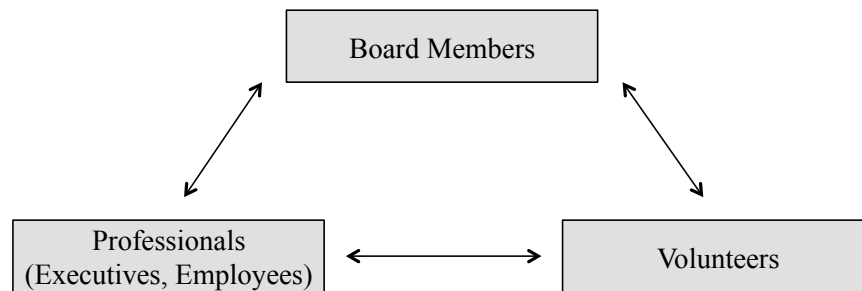 Board Members
Professionals
(Executives, Employees)
Volunteers